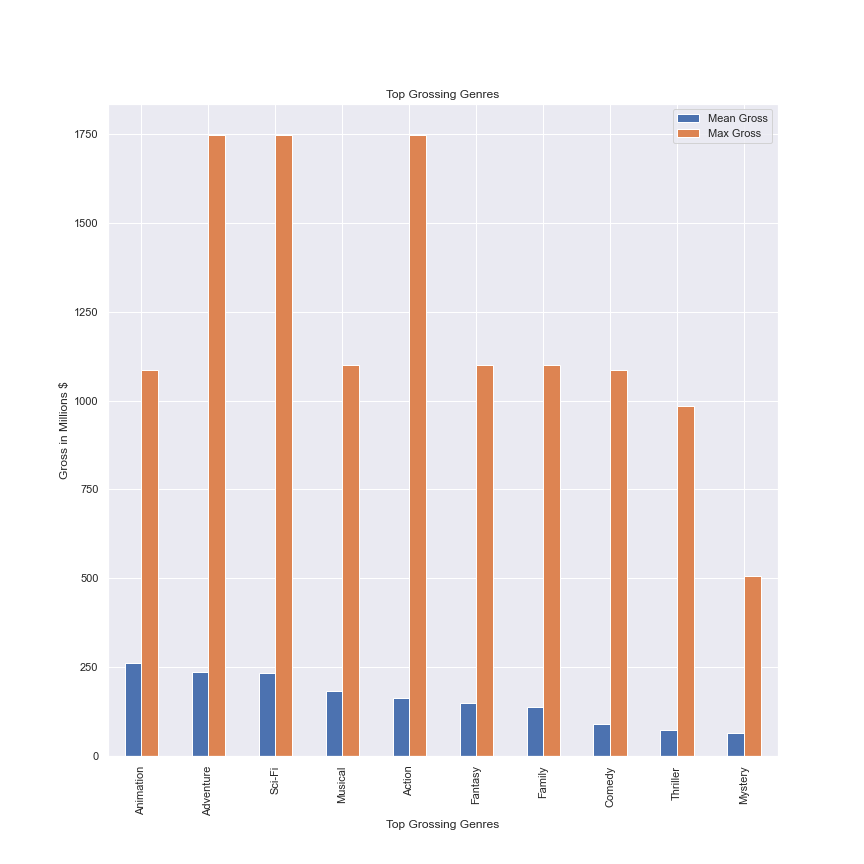 Top Grossing Genres
Mean Gross
Max Gross
1750
1500
1250
1000
750
500
250
0
Gross in Millions $
Animation
Adventure
Sci-Fi
Musical
Action
Fantasy
Family
Comedy
Thriller
Mystery
Top Grossing Genres